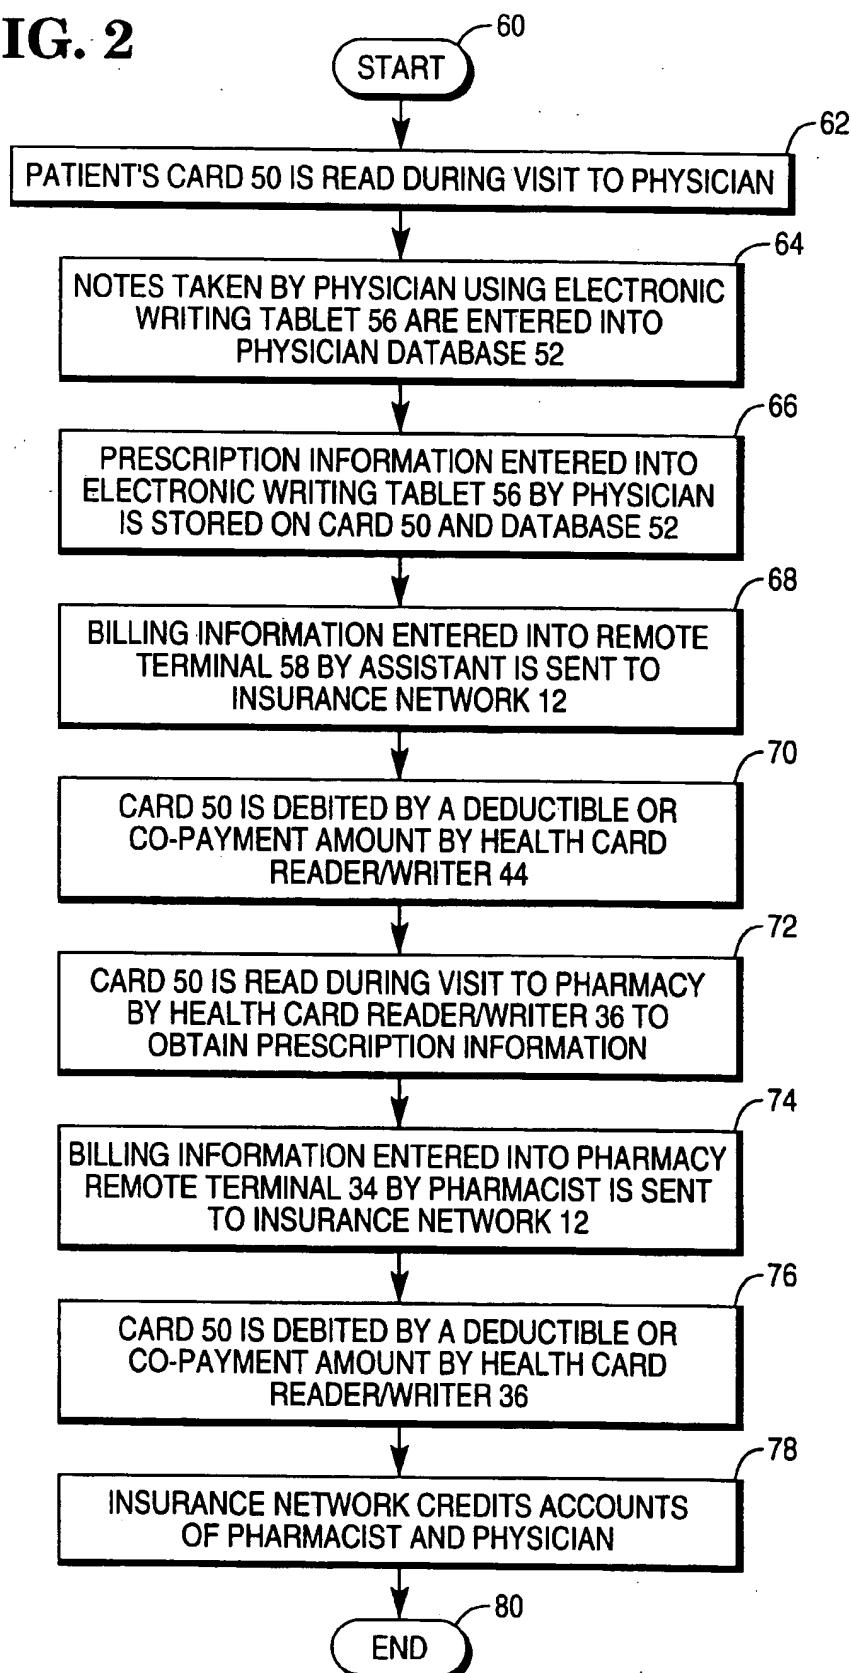 IG. 2
60
START
62
PATIENT'S CARD 50 IS READ DURING VISIT TO PHYSICIAN
64
NOTES TAKEN BY PHYSICIAN USING ELECTRONIC
WRITING TABLET 56 ARE ENTERED INTO
PHYSICIAN DATABASE 52
66
PRESCRIPTION INFORMATION ENTERED INTO
ELECTRONIC WRITING TABLET 56 BY PHYSICIAN
IS STORED ON CARD 50 AND DATABASE 52
68
BILLING INFORMATION ENTERED INTO REMOTE
TERMINAL 58 BY ASSISTANT IS SENT TO
INSURANCE NETWORK 12
70
CARD 50 IS DEBITED BY A DEDUCTIBLE OR
CO-PAYMENT AMOUNT BY HEALTH CARD
READER/WRITER 44
72
CARD 50 IS READ DURING VISIT TO PHARMACY
BY HEALTH CARD READER/WRITER 36 TO
OBTAIN PRESCRIPTION INFORMATION
74
BILLING INFORMATION ENTERED INTO PHARMACY
REMOTE TERMINAL 34 BY PHARMACIST IS SENT
TO INSURANCE NETWORK 12
76
CARD 50 IS DEBITED BY A DEDUCTIBLE OR
CO-PAYMENT AMOUNT BY HEALTH CARD
READER/WRITER 36
78
INSURANCE NETWORK CREDITS ACCOUNTS
OF PHARMACIST AND PHYSICIAN
80
END